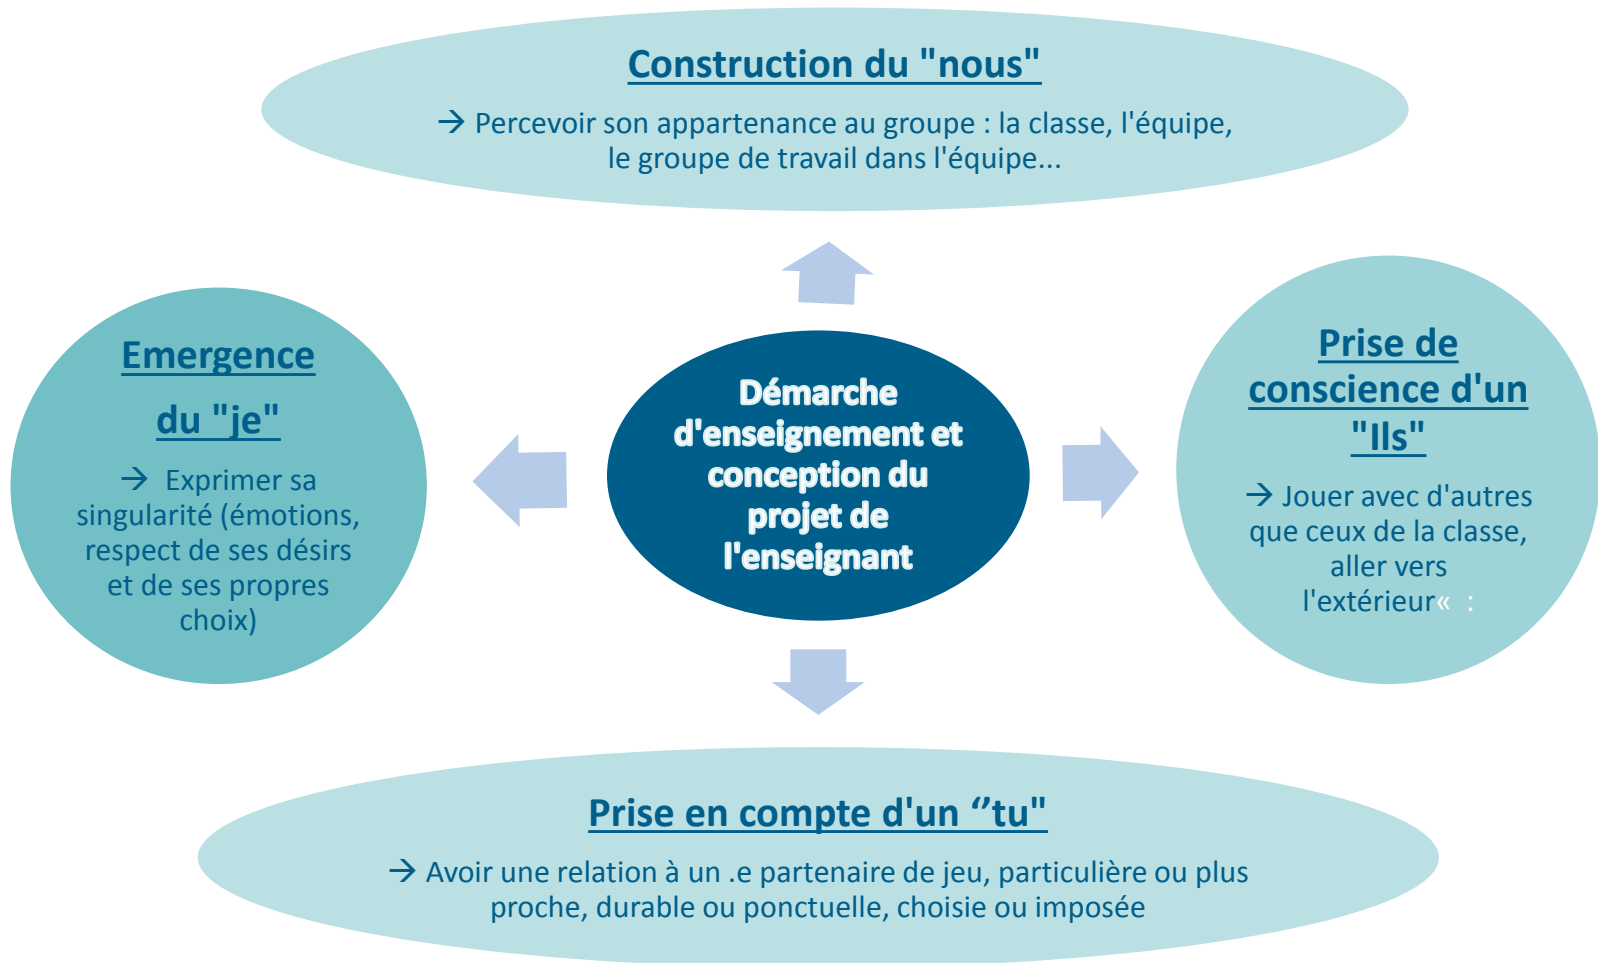 Construction du "nous"
→ Percevoir son appartenance au groupe : la classe, l'équipe,
le groupe de travail dans l'équipe...
Emergence
du "je"
→ Exprimer sa
singularité (émotions,
respect de ses désirs
et de ses propres
choix)
Démarche
d'enseignement et
conception du
projet de
l'enseignant
Prise de
conscience d'un
"Ils"
→ Jouer avec d'autres
que ceux de la classe,
aller vers
l'extérieur« :
Prise en compte d'un ‘’tu"
→ Avoir une relation à un .e partenaire de jeu, particulière ou plus
proche, durable ou ponctuelle, choisie ou imposée